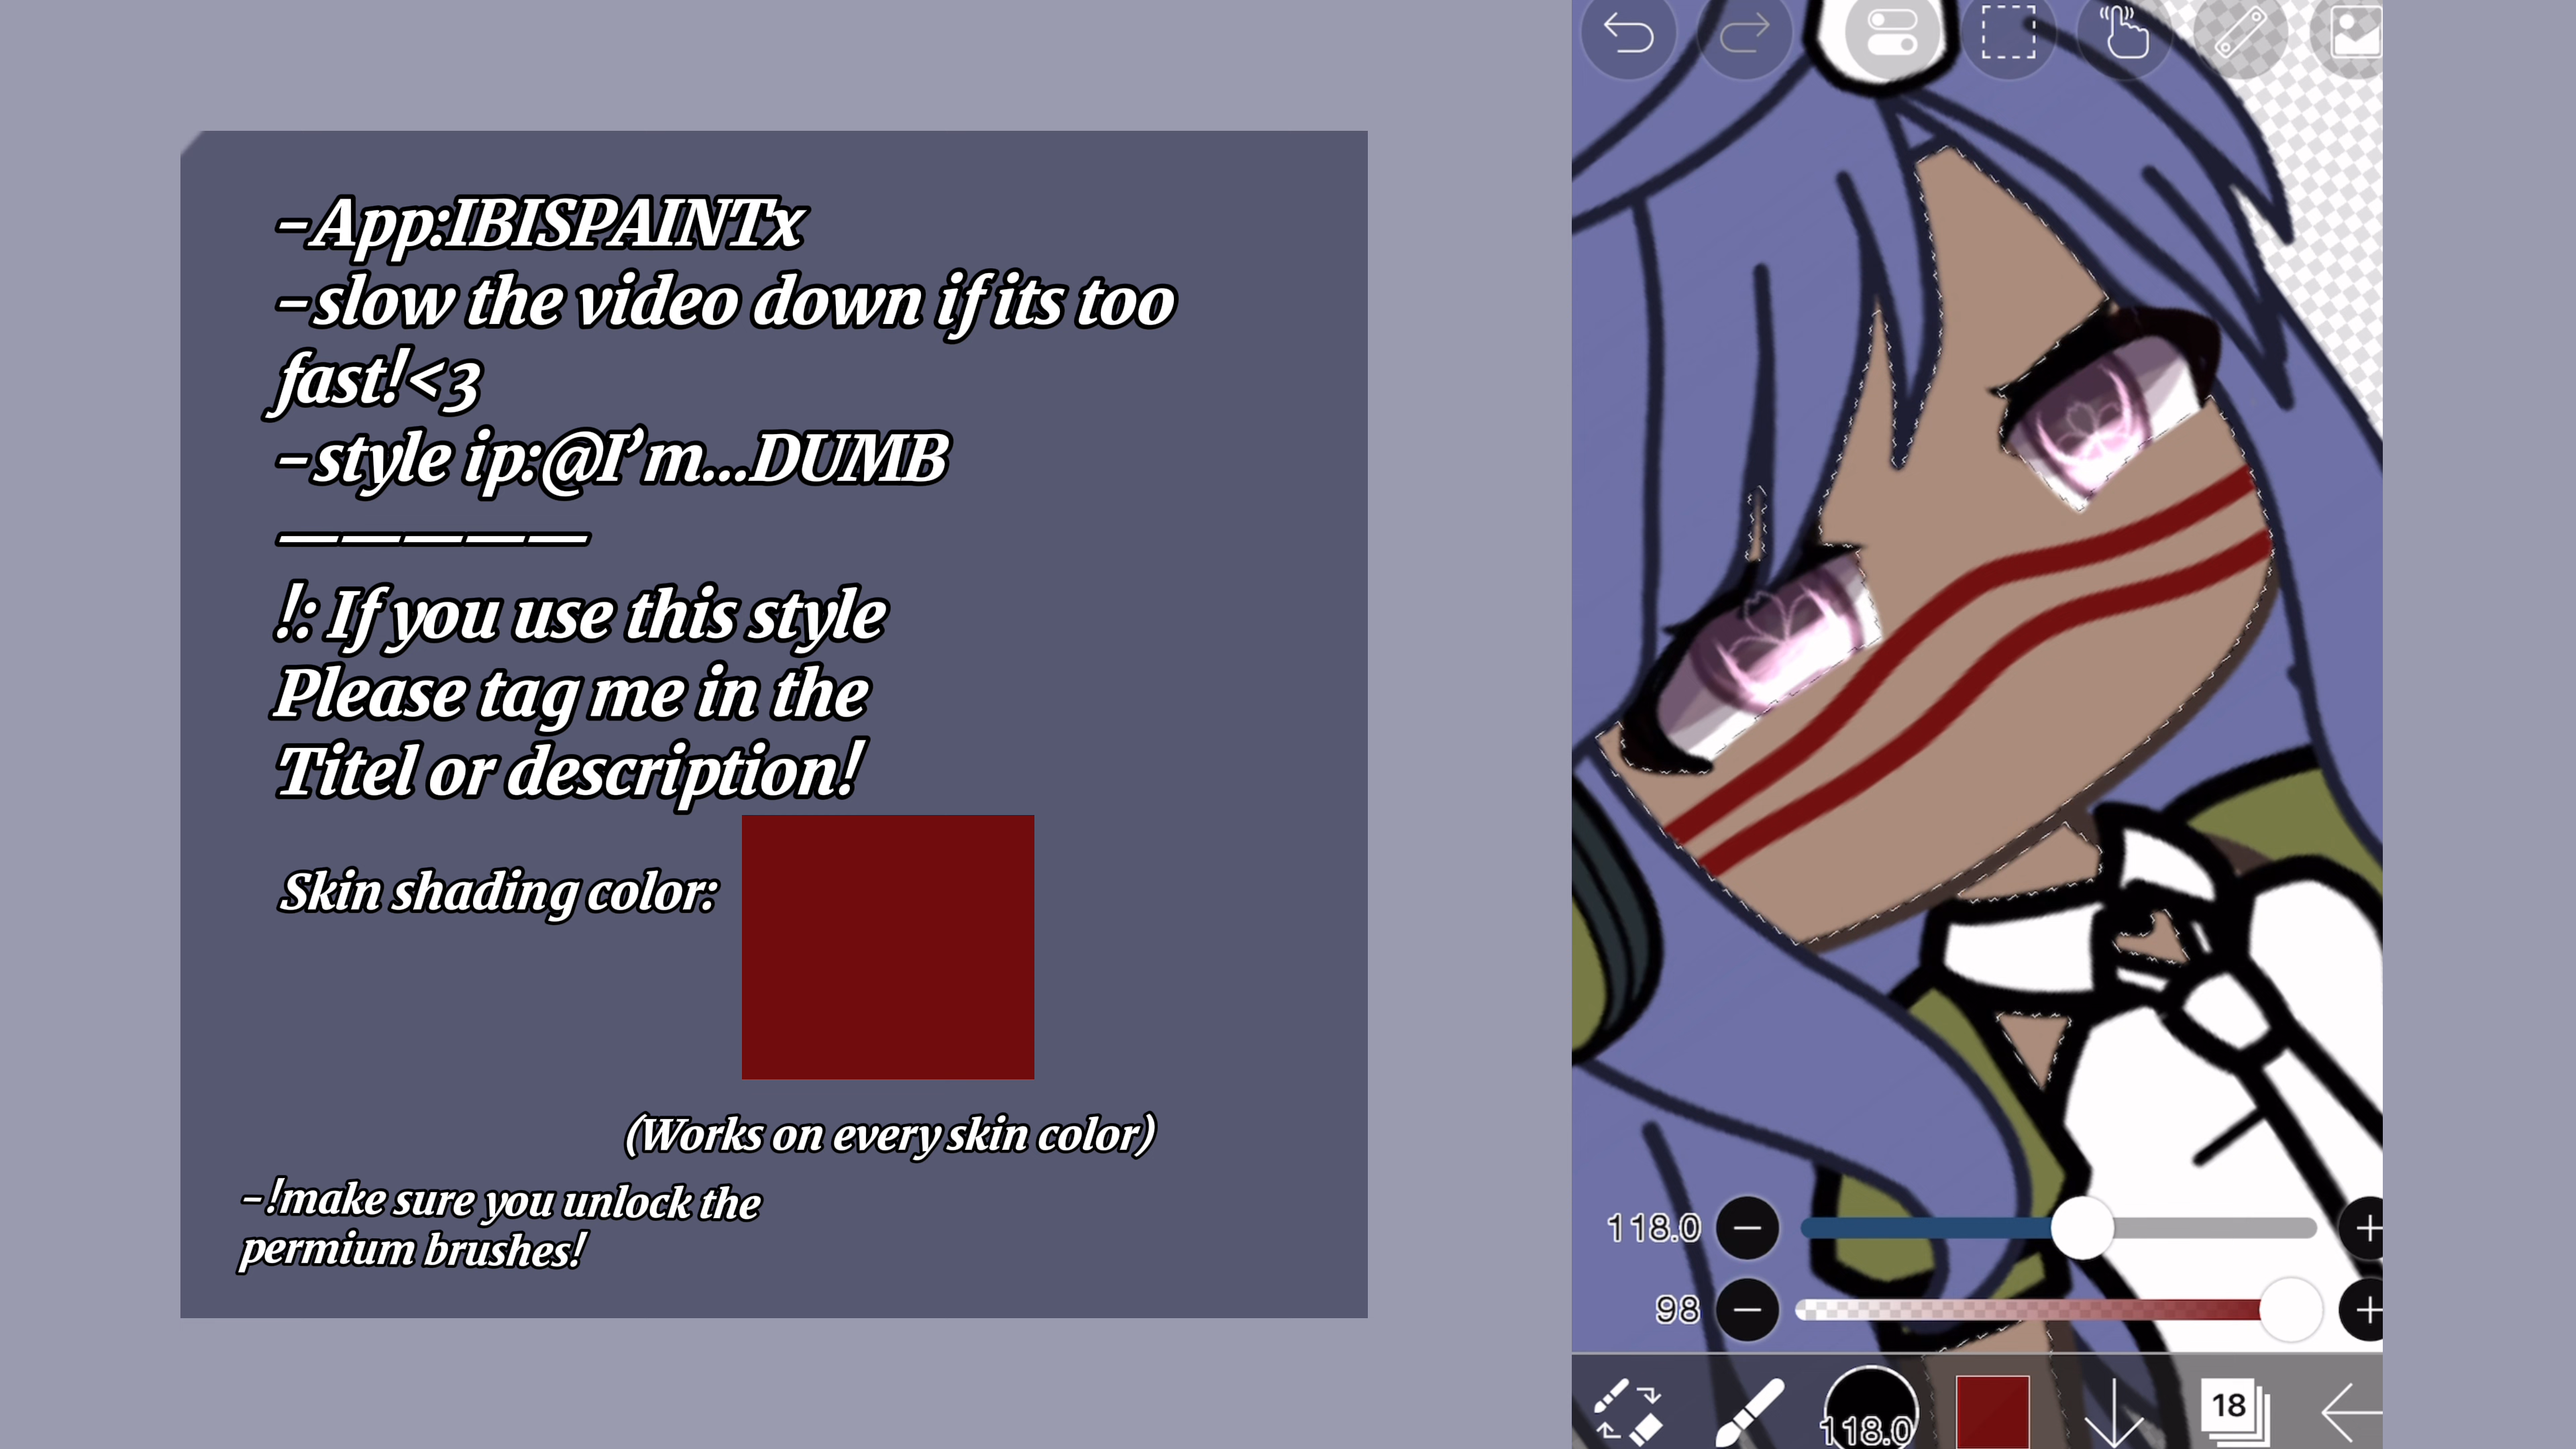 -App:IBISPAINTx
-slow the video down if its too
fast!<3
-style ip:@I'm...DUMB
——————
!: If you use this style
Please tag me in the
Titel or description!
Skin shading color:
(Works on every skin color)
-!make sure you unlock the
permium brushes!
118.0
98
118.0
18